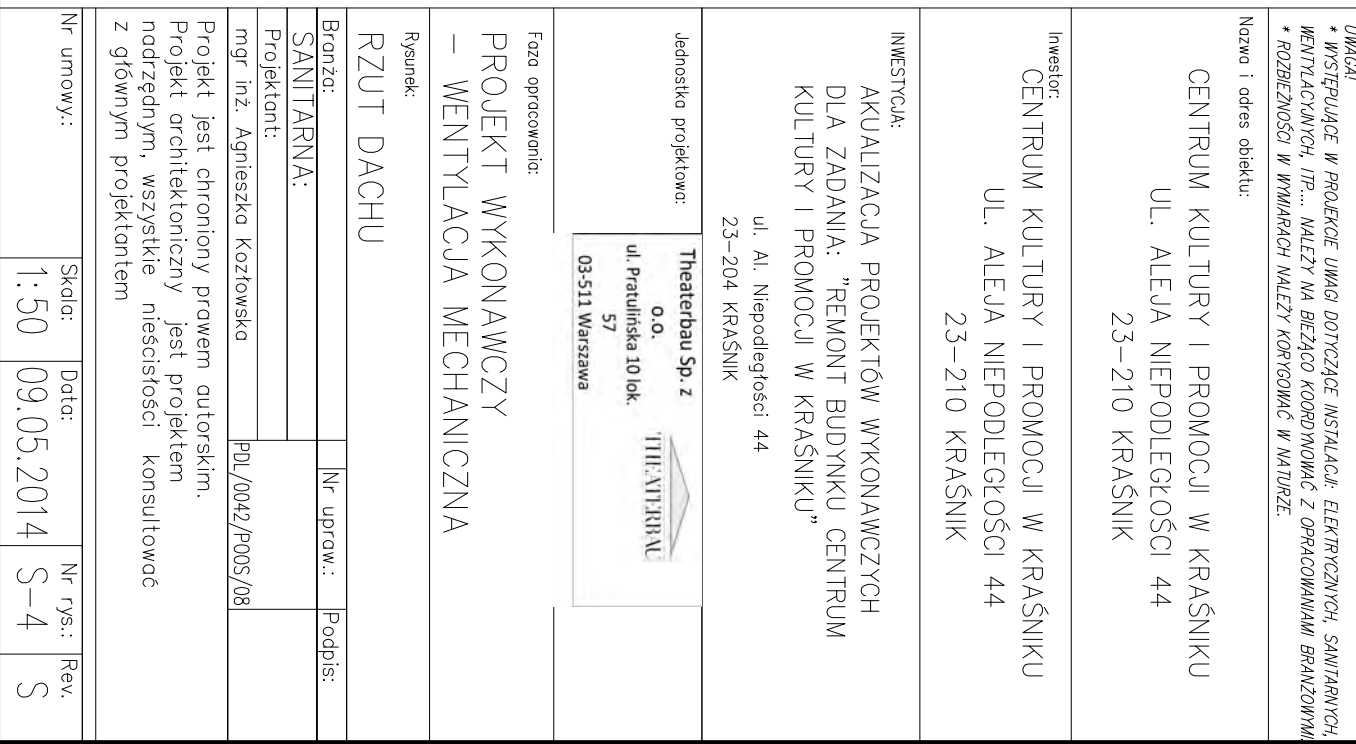 UWAGA!
* WYSTĘPUJĄCE W PROJEKCIE UWAGI DOTYCZĄCE INSTALACJI: ELEKTRYCZNYCH, SANITARNYCH,
WENTYLACYJNYCH, ITP.... NALEŻY NA BIEŻĄCO KOORDYNOWAĆ Z OPRACOWANIAMI BRANŻOWYMI.
* ROZBIEŻNOŚCI W WYMIARACH NALEŻY KORYGOWAĆ W NATURZE.
Nazwa i adres obiektu:
CENTRUM KULTURY I PROMOCJI W KRAŚNIKU
UL. ALEJA NIEPODLEGŁOŚCI 44
23-210 KRAŚNIK
Inwestor:
CENTRUM KULTURY I PROMOCJI W KRAŚNIKU
UL. ALEJA NIEPODLEGŁOŚCI 44
23-210 KRAŚNIK
INWESTYCJA:
AKUALIZACJA PROJEKTÓW WYKONAWCZYCH
DLA ZADANIA: "REMONT BUDYNKU CENTRUM
KULTURY I PROMOCJI W KRAŚNIKU"
ul. Al. Niepodległości 44
23-204 KRAŚNIK
Jednostka projektowa:
Theaterbau Sp. z
o.o.
ul. Pratulińska 10 lok.
57
03-511 Warszawa
THEATERBAU
Faza opracowania:
PROJEKT WYKONAWCZY
- WENTYLACJA MECHANICZNA
Rysunek:
RZUT DACHU
Branża: Nr upraw.: Podpis:
SANITARNA:
Projektant:
mgr inż. Agnieszka Kozłowska PDL/0042/POOS/08
Projekt jest chroniony prawem autorskim.
Projekt architektoniczny jest projektem
nadrzędnym, wszystkie nieścisłości konsultować
z głównym projektantem
Nr umowy.: Skala: Data: Nr rys.: Rev.
1:50 09.05.2014 S-4 S